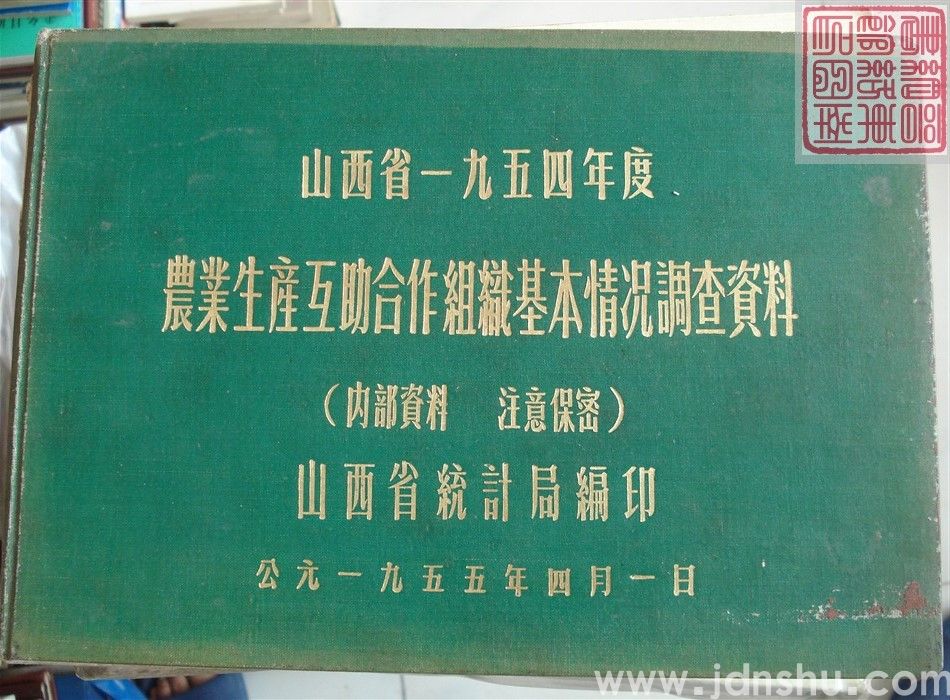 山西省一九五四年度
農業生產互助合作組織基本情况調查資料
（内部資料　注意保密）
山西省統計局編印
公元一九五五年四月一日
www.jdnshu.com